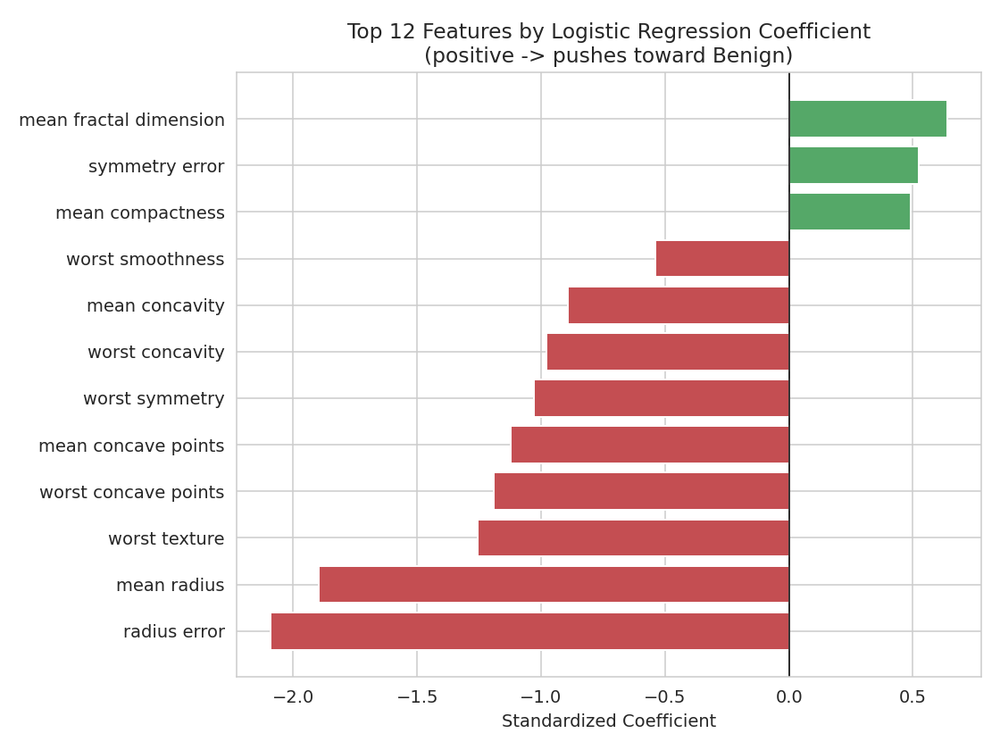 Top 12 Features by Logistic Regression Coefficient
(positive -> pushes toward Benign)
mean fractal dimension
symmetry error
mean compactness
worst smoothness
mean concavity
worst concavity
worst symmetry
mean concave points
worst concave points
worst texture
mean radius
radius error
−2.0 −1.5 −1.0 −0.5 0.0 0.5
Standardized Coefficient